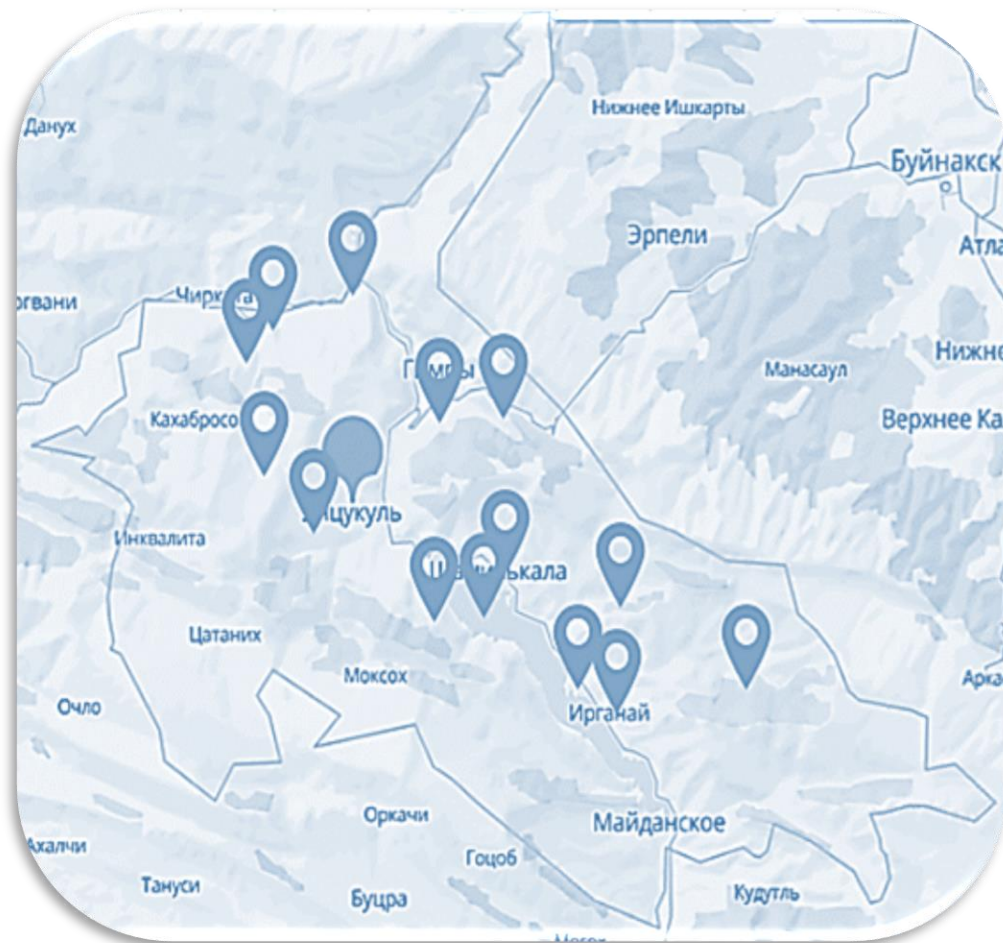 Нижнее Ишкарты
Данух
Буйнакск
Эрпели
Атла
огвани
Нижне
Манасаул
Кахабросо
Верхнее Ка
Инквалита
Цатаних
Моксох
Арка
Очло
Ирганай
Оркачи
Майданское
Ахалчи
Гоцоб
Тануси
Буцра
Кудутль